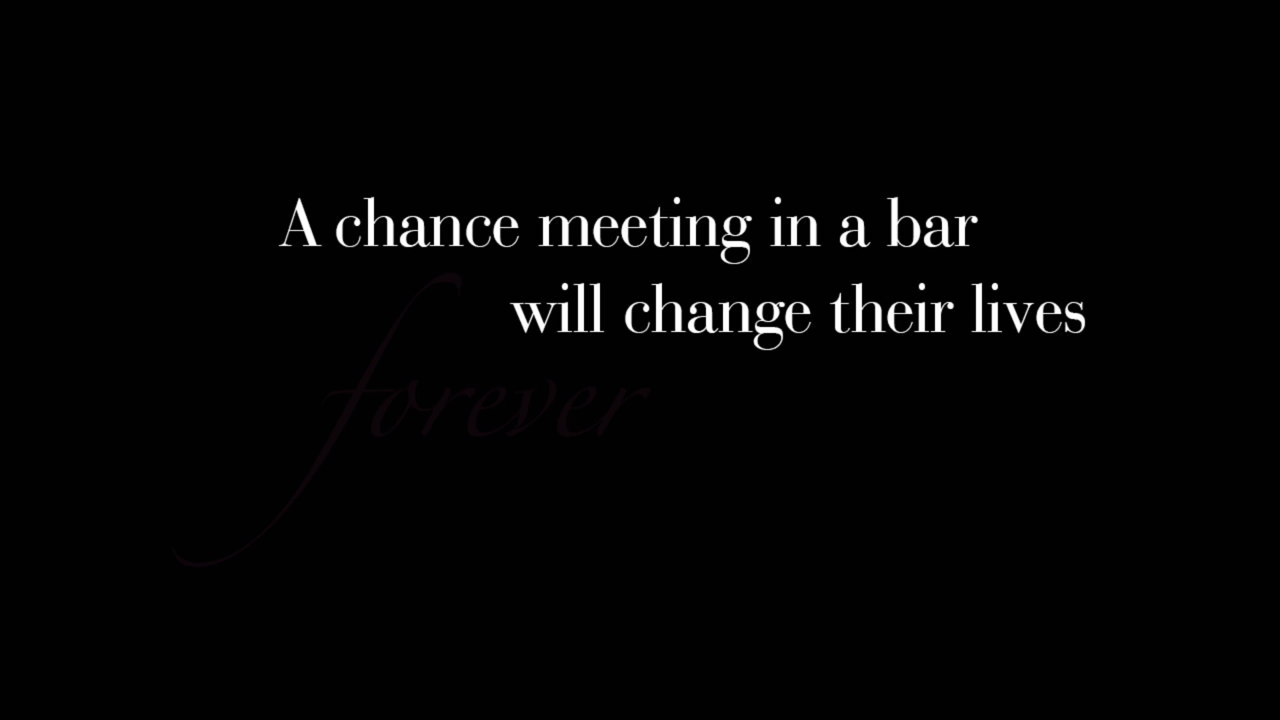 A chance meeting in a bar
will change their lives
forever